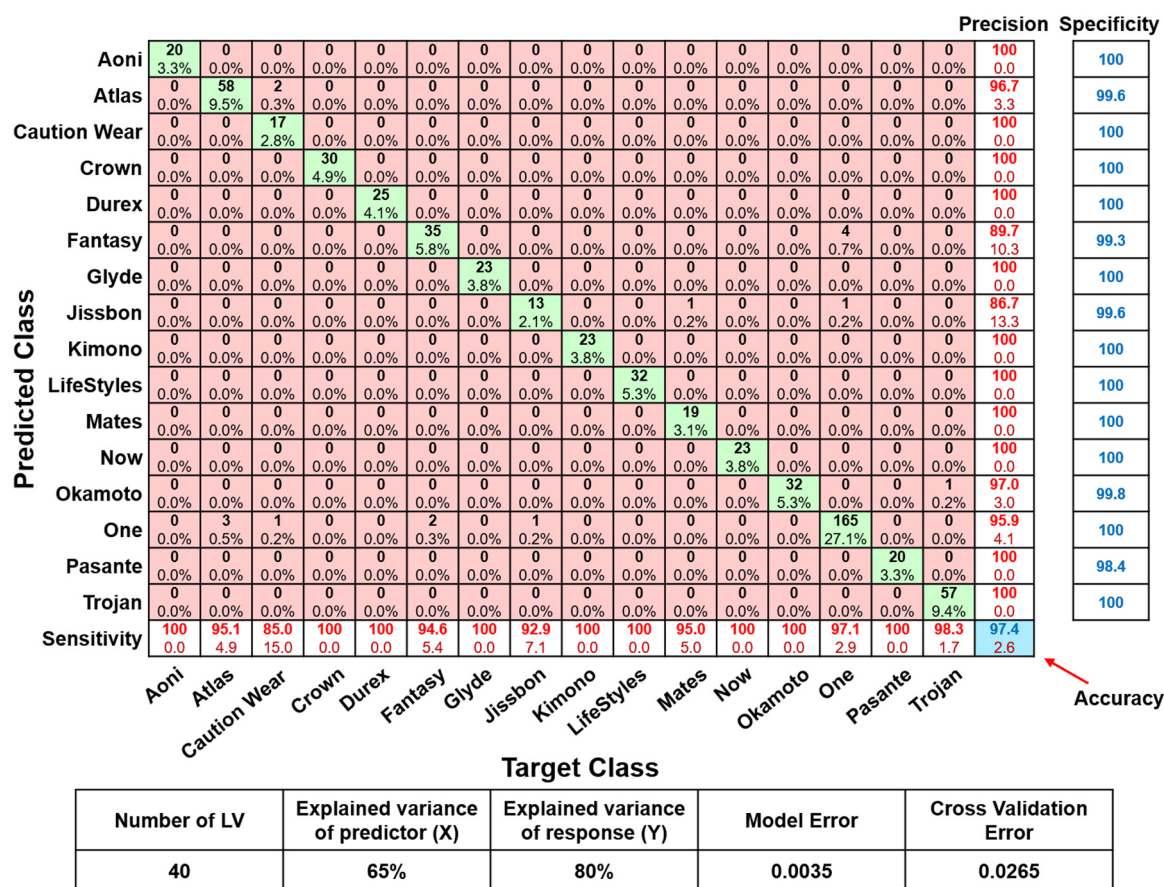 Precision Specificity
Aoni 20 0 0 0 0 0 0 0 0 0 0 0 0 0 0 0 100 100
3.3% 0.0% 0.0% 0.0% 0.0% 0.0% 0.0% 0.0% 0.0% 0.0% 0.0% 0.0% 0.0% 0.0% 0.0% 0.0% 0.0
Atlas 0 58 2 0 0 0 0 0 0 0 0 0 0 0 0 0 96.7 99.6
0.0% 9.5% 0.3% 0.0% 0.0% 0.0% 0.0% 0.0% 0.0% 0.0% 0.0% 0.0% 0.0% 0.0% 0.0% 0.0% 3.3
Caution Wear 0 0 17 0 0 0 0 0 0 0 0 0 0 0 0 0 100 100
0.0% 0.0% 2.8% 0.0% 0.0% 0.0% 0.0% 0.0% 0.0% 0.0% 0.0% 0.0% 0.0% 0.0% 0.0% 0.0% 0.0
Crown 0 0 0 30 0 0 0 0 0 0 0 0 0 0 0 0 100 100
0.0% 0.0% 0.0% 4.9% 0.0% 0.0% 0.0% 0.0% 0.0% 0.0% 0.0% 0.0% 0.0% 0.0% 0.0% 0.0% 0.0
Durex 0 0 0 0 25 0 0 0 0 0 0 0 0 0 0 0 100 100
0.0% 0.0% 0.0% 0.0% 4.1% 0.0% 0.0% 0.0% 0.0% 0.0% 0.0% 0.0% 0.0% 0.0% 0.0% 0.0% 0.0
Fantasy 0 0 0 0 0 35 0 0 0 0 0 0 0 4 0 0 89.7 99.3
0.0% 0.0% 0.0% 0.0% 0.0% 5.8% 0.0% 0.0% 0.0% 0.0% 0.0% 0.0% 0.0% 0.7% 0.0% 0.0% 10.3
Glyde 0 0 0 0 0 0 23 0 0 0 0 0 0 0 0 0 100 100
0.0% 0.0% 0.0% 0.0% 0.0% 0.0% 3.8% 0.0% 0.0% 0.0% 0.0% 0.0% 0.0% 0.0% 0.0% 0.0% 0.0
Jissbon 0 0 0 0 0 0 0 13 0 0 1 0 0 1 0 0 86.7 99.6
0.0% 0.0% 0.0% 0.0% 0.0% 0.0% 0.0% 2.1% 0.0% 0.0% 0.2% 0.0% 0.0% 0.2% 0.0% 0.0% 13.3
Kimono 0 0 0 0 0 0 0 0 23 0 0 0 0 0 0 0 100 100
0.0% 0.0% 0.0% 0.0% 0.0% 0.0% 0.0% 0.0% 3.8% 0.0% 0.0% 0.0% 0.0% 0.0% 0.0% 0.0% 0.0
LifeStyles 0 0 0 0 0 0 0 0 0 32 0 0 0 0 0 0 100 100
0.0% 0.0% 0.0% 0.0% 0.0% 0.0% 0.0% 0.0% 0.0% 5.3% 0.0% 0.0% 0.0% 0.0% 0.0% 0.0% 0.0
Mates 0 0 0 0 0 0 0 0 0 0 19 0 0 0 0 0 100 100
0.0% 0.0% 0.0% 0.0% 0.0% 0.0% 0.0% 0.0% 0.0% 0.0% 3.1% 0.0% 0.0% 0.0% 0.0% 0.0% 0.0
Now 0 0 0 0 0 0 0 0 0 0 0 23 0 0 0 0 100 100
0.0% 0.0% 0.0% 0.0% 0.0% 0.0% 0.0% 0.0% 0.0% 0.0% 0.0% 3.8% 0.0% 0.0% 0.0% 0.0% 0.0
Okamoto 0 0 0 0 0 0 0 0 0 0 0 0 32 0 0 1 97.0 99.8
0.0% 0.0% 0.0% 0.0% 0.0% 0.0% 0.0% 0.0% 0.0% 0.0% 0.0% 0.0% 5.3% 0.0% 0.0% 0.2% 3.0
One 0 3 1 0 0 2 0 1 0 0 0 0 0 165 0 0 95.9 100
0.0% 0.5% 0.2% 0.0% 0.0% 0.3% 0.0% 0.2% 0.0% 0.0% 0.0% 0.0% 0.0% 27.1% 0.0% 0.0% 4.1
Pasante 0 0 0 0 0 0 0 0 0 0 0 0 0 0 20 0 100 98.4
0.0% 0.0% 0.0% 0.0% 0.0% 0.0% 0.0% 0.0% 0.0% 0.0% 0.0% 0.0% 0.0% 0.0% 3.3% 0.0% 0.0
Trojan 0 0 0 0 0 0 0 0 0 0 0 0 0 0 0 57 100 100
0.0% 0.0% 0.0% 0.0% 0.0% 0.0% 0.0% 0.0% 0.0% 0.0% 0.0% 0.0% 0.0% 0.0% 0.0% 9.4% 0.0
Sensitivity 100 95.1 85.0 100 100 94.6 100 92.9 100 100 95.0 100 100 97.1 100 98.3 97.4
0.0 4.9 15.0 0.0 0.0 5.4 0.0 7.1 0.0 0.0 5.0 0.0 0.0 2.9 0.0 1.7 2.6
Predicted Class
Aoni Atlas Caution Wear Crown Durex Fantasy Glyde Jissbon Kimono LifeStyles Mates Now Okamoto One Pasante Trojan
Accuracy
Target Class
Number of LV
Explained variance
of predictor (X)
Explained variance
of response (Y)
Model Error
Cross Validation
Error
40 65% 80% 0.0035 0.0265